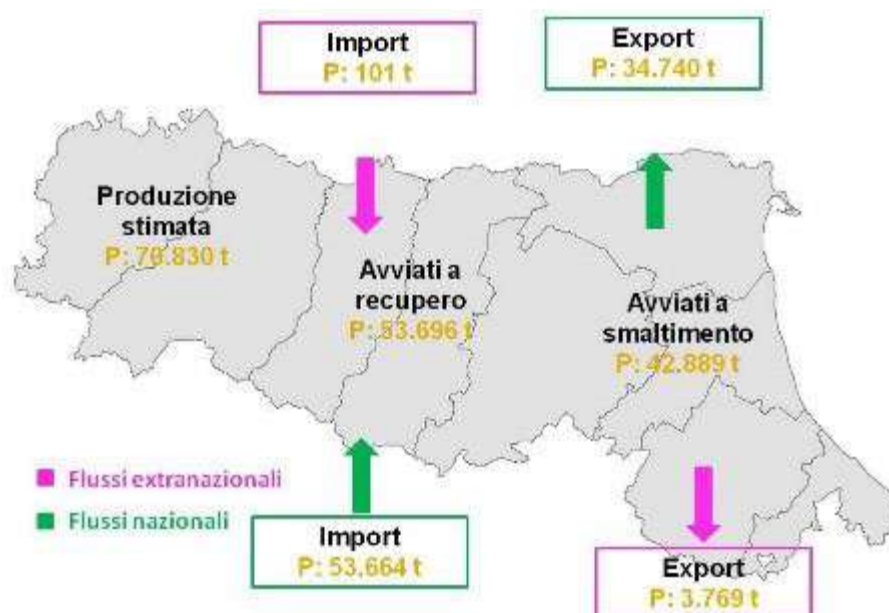 Import
P: 101 t
Export
P: 34.740 t
Produzione
stimata
P: 79.830 t
Avviati a
recupero
P: 53.696 t
Avviati a
smaltimento
P: 42.889 t
Flussi extranazionali
Flussi nazionali
Import
P: 53.664 t
Export
P: 3.769 t